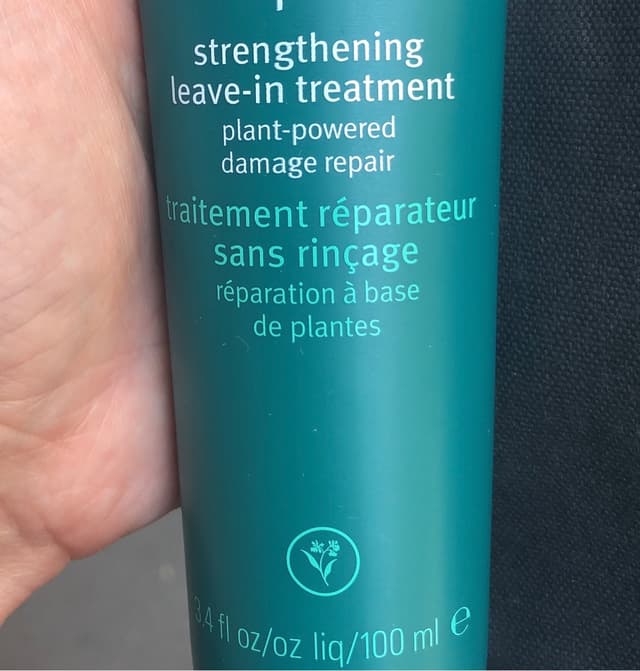 strengthening
leave-in treatment
plant-powered
damage repair
traitement réparateur
sans rinçage
réparation à base
de plantes
3.4 fl oz/oz liq/100 ml ℮